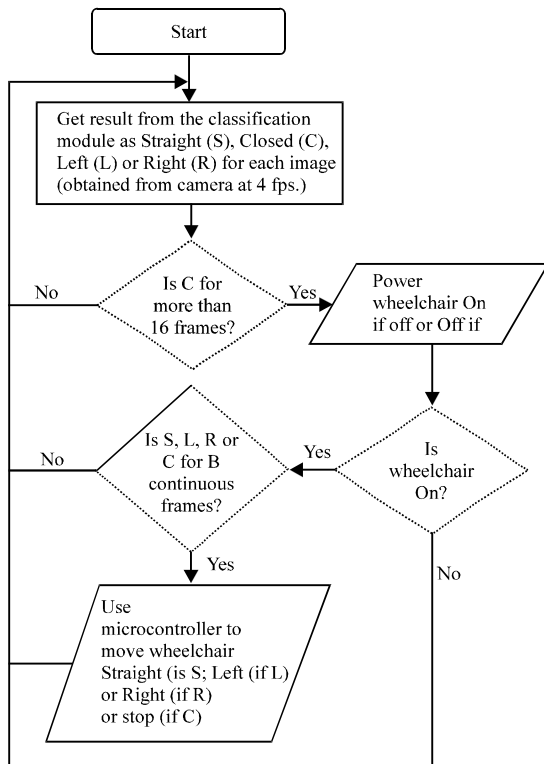 Start
Get result from the classification
module as Straight (S), Closed (C),
Left (L) or Right (R) for each image
(obtained from camera at 4 fps.)
No
Is C for
more than
16 frames?
Yes
Power
wheelchair On
if off or Off if
No
Is S, L, R or
C for B
continuous
frames?
Yes
Is
wheelchair
On?
Yes
No
Use
microcontroller to
move wheelchair
Straight (is S; Left (if L)
or Right (if R)
or stop (if C)